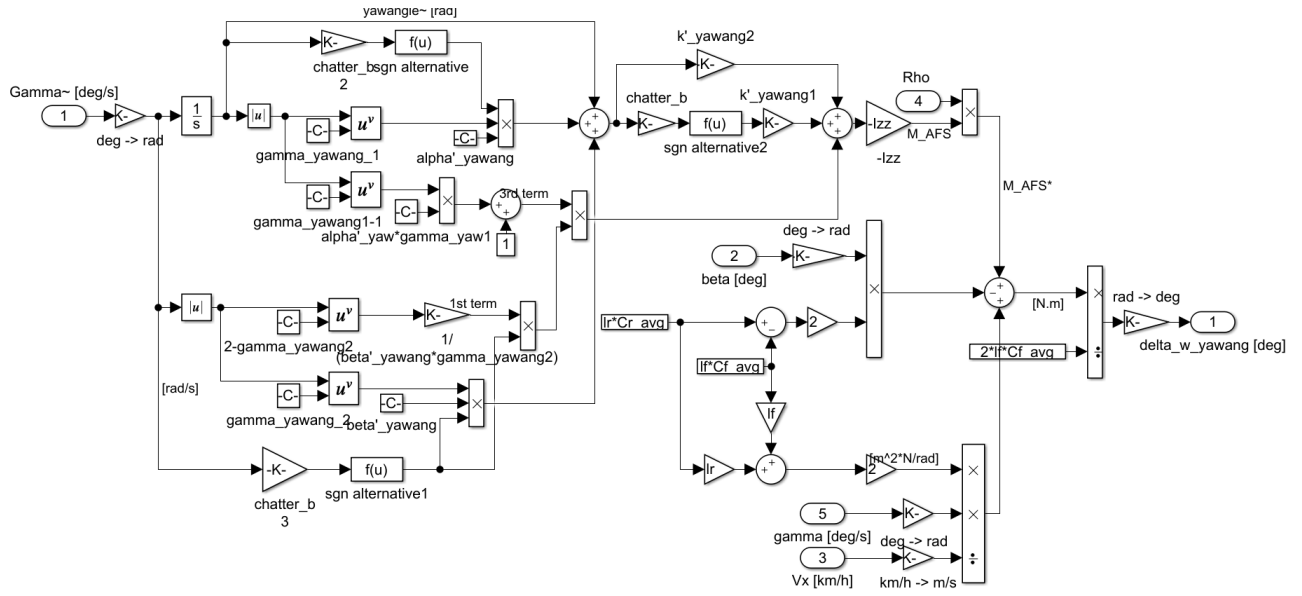 yawangle~ [rad]
K-
f(u)
chatter_b
2
sgn alternative
Gamma~ [deg/s]
1
K-
deg -> rad
1
s
|u|
-C-
u^v
gamma_yawang_1
-C-
×
alpha'_yawang
+
+
+
k'_yawang2
K-
chatter_b
K-
f(u)
sgn alternative2
k'_yawang1
K-
+
+
+
-Izz
-Izz
Rho
4
M_AFS
×
M_AFS*
-C-
u^v
gamma_yawang1-1
-C-
×
alpha'_yaw*gamma_yaw1
3rd term
+
+
1
×
deg -> rad
2
K-
beta [deg]
×
|u|
-C-
u^v
2-gamma_yawang2
K-
1st term
1/
(beta'_yawang*gamma_yawang2)
×
lr*Cr_avg
+
-
2
lf*Cf_avg
-
+
+
[N.m]
×
÷
2*lf*Cf_avg
rad -> deg
K-
1
delta_w_yawang [deg]
[rad/s]
-C-
u^v
gamma_yawang_2
-C-
beta'_yawang
×
lf
-K-
chatter_b
3
f(u)
sgn alternative1
lr
+
+
2
[m^2*N/rad]
×
×
÷
5
K-
gamma [deg/s]
deg -> rad
3
K-
Vx [km/h]
km/h -> m/s